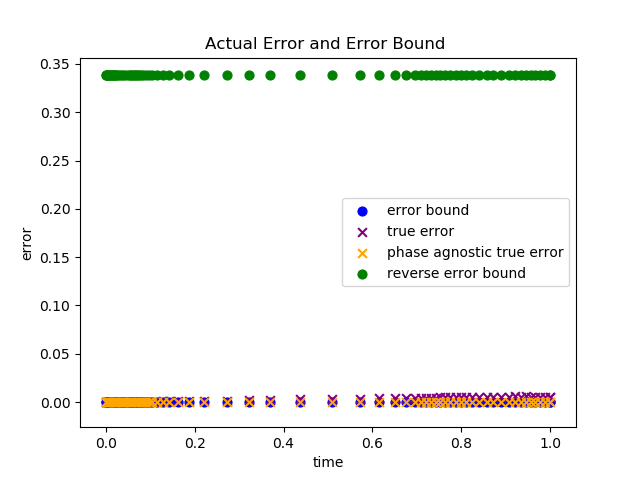 Actual Error and Error Bound
0.35
0.30
0.25
0.20
0.15
0.10
0.05
0.00
error
error bound
true error
phase agnostic true error
reverse error bound
0.0 0.2 0.4 0.6 0.8 1.0
time